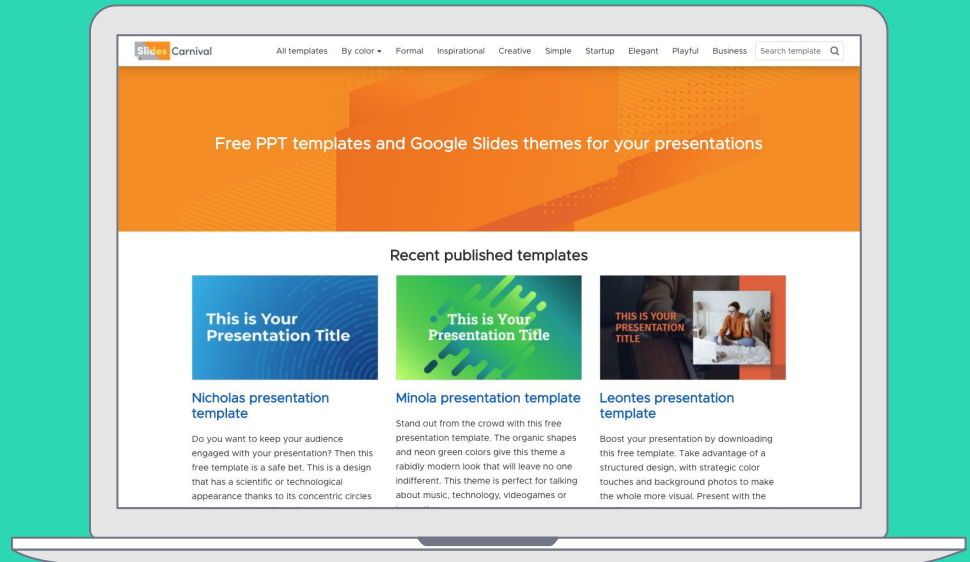 Slides Carnival
All templates By color Formal Inspirational Creative Simple Startup Elegant Playful Business Search template
Free PPT templates and Google Slides themes for your presentations
Recent published templates
This is Your
Presentation Title
Nicholas presentation
template
Do you want to keep your audience
engaged with your presentation? Then this
free template is a safe bet. This is a design
that has a scientific or technological
appearance thanks to its concentric circles
This is Your
Presentation Title
Minola presentation template
Stand out from the crowd with this free
presentation template. The organic shapes
and neon green colors give this theme a
rabidly modern look that will leave no one
indifferent. This theme is perfect for talking
about music, technology, videogames or
THIS IS YOUR
PRESENTATION
TITLE
Leontes presentation
template
Boost your presentation by downloading
this free template. Take advantage of a
structured design, with strategic color
touches and background photos to make
the whole more visual. Present with the